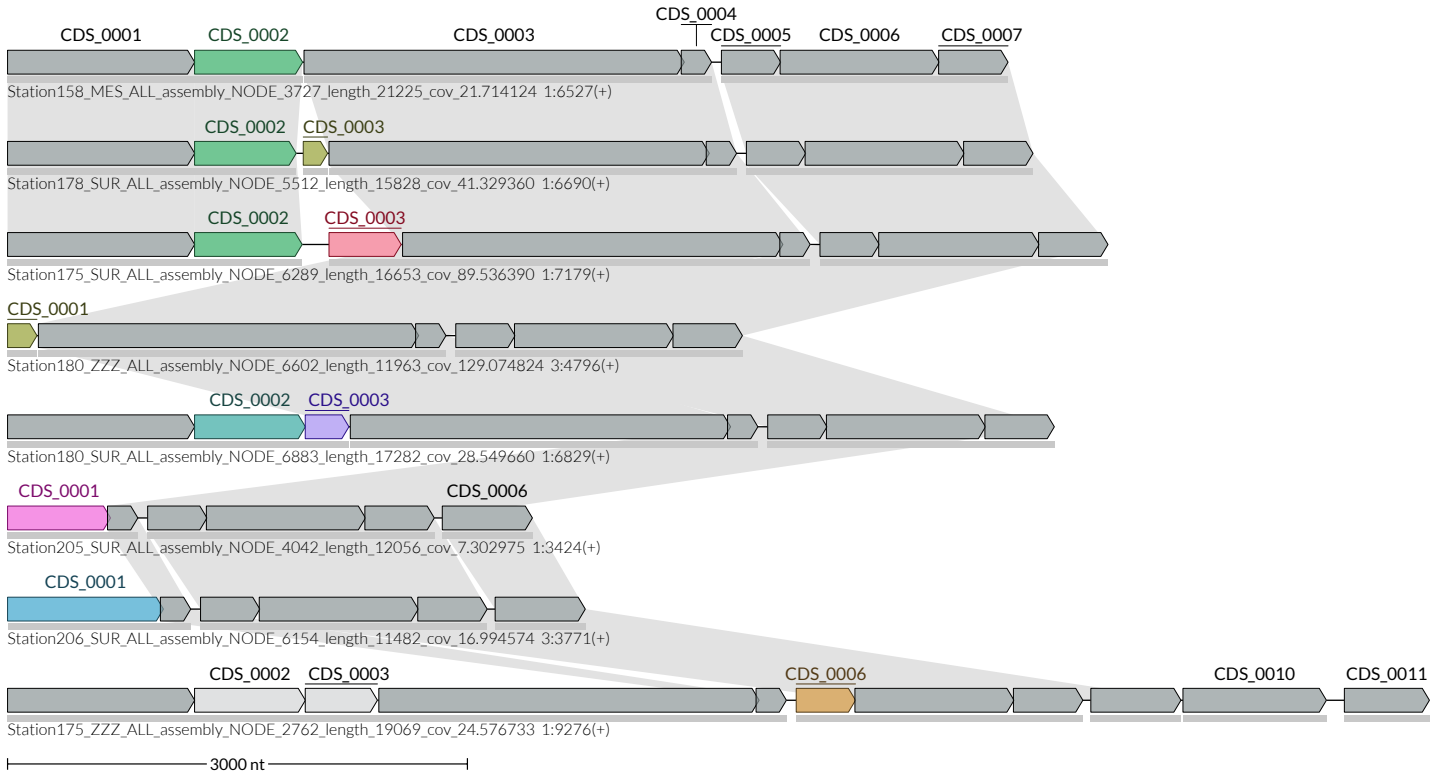 CDS_0004
CDS_0001 CDS_0002 CDS_0003 CDS_0005 CDS_0006 CDS_0007
Station158_MES_ALL_assembly_NODE_3727_length_21225_cov_21.714124 1:6527(+)
CDS_0002 CDS_0003
Station178_SUR_ALL_assembly_NODE_5512_length_15828_cov_41.329360 1:6690(+)
CDS_0002 CDS_0003
Station175_SUR_ALL_assembly_NODE_6289_length_16653_cov_89.536390 1:7179(+)
CDS_0001
Station180_ZZZ_ALL_assembly_NODE_6602_length_11963_cov_129.074824 3:4796(+)
CDS_0002 CDS_0003
Station180_SUR_ALL_assembly_NODE_6883_length_17282_cov_28.549660 1:6829(+)
CDS_0001 CDS_0006
Station205_SUR_ALL_assembly_NODE_4042_length_12056_cov_7.302975 1:3424(+)
CDS_0001
Station206_SUR_ALL_assembly_NODE_6154_length_11482_cov_16.994574 3:3771(+)
CDS_0002 CDS_0003 CDS_0006 CDS_0010 CDS_0011
Station175_ZZZ_ALL_assembly_NODE_2762_length_19069_cov_24.576733 1:9276(+)
3000 nt